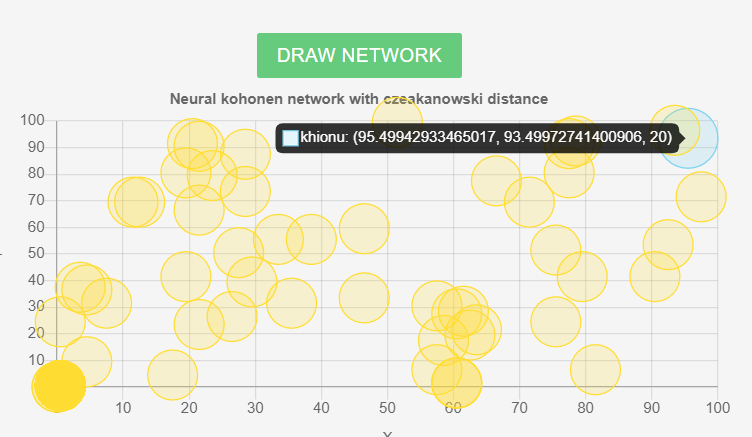 DRAW NETWORK
Neural kohonen network with czeakanowski distance
100
khionu: (95.49942933465017, 93.49972741400906, 20)
90
80
70
60
50
40
30
20
10
10 20 30 40 50 60 70 80 90 100